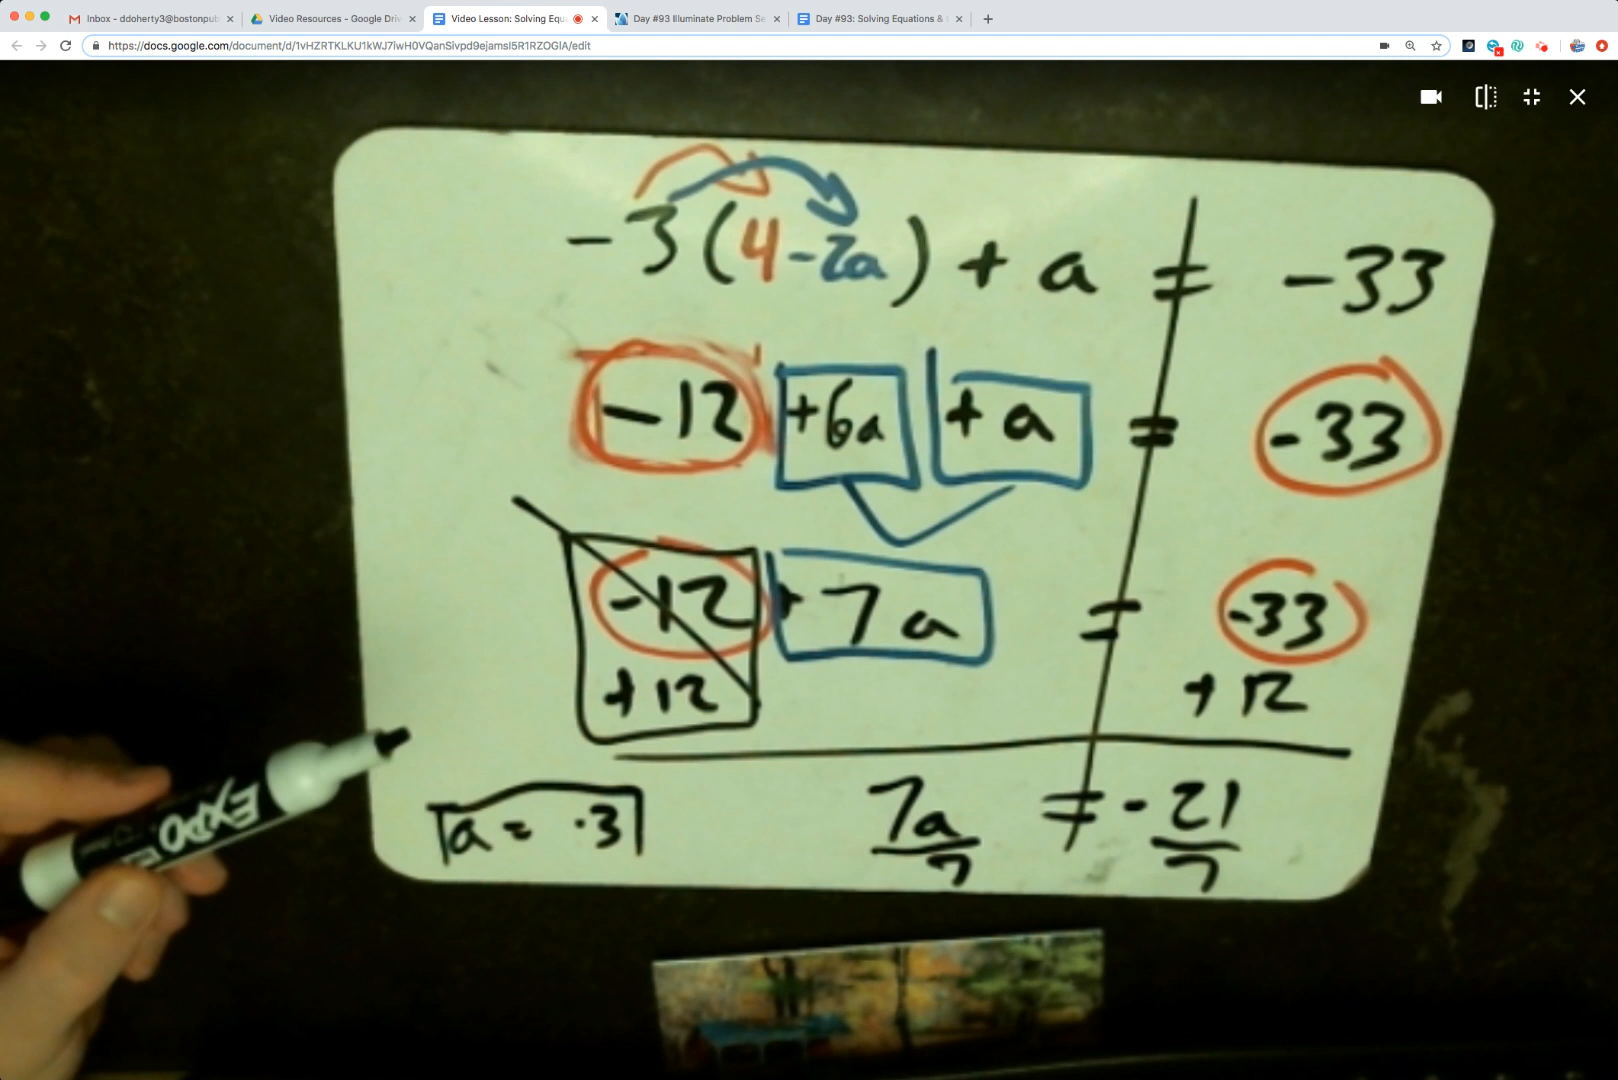 Inbox - ddoherty3@bostonpub
Video Resources - Google Driv
Video Lesson: Solving Equ
Day #93 Illuminate Problem Se
Day #93: Solving Equations &
https://docs.google.com/document/d/1vHZRTKLKU1kWJ7iwH0VQanSivpd9ejamsI5R1RZOGlA/edit
-3(4-2a) + a = -33
-12 +6a + a = -33
-12 + 7a = -33
+12 +12
7a = -21
7 7
a = -3
EXPO